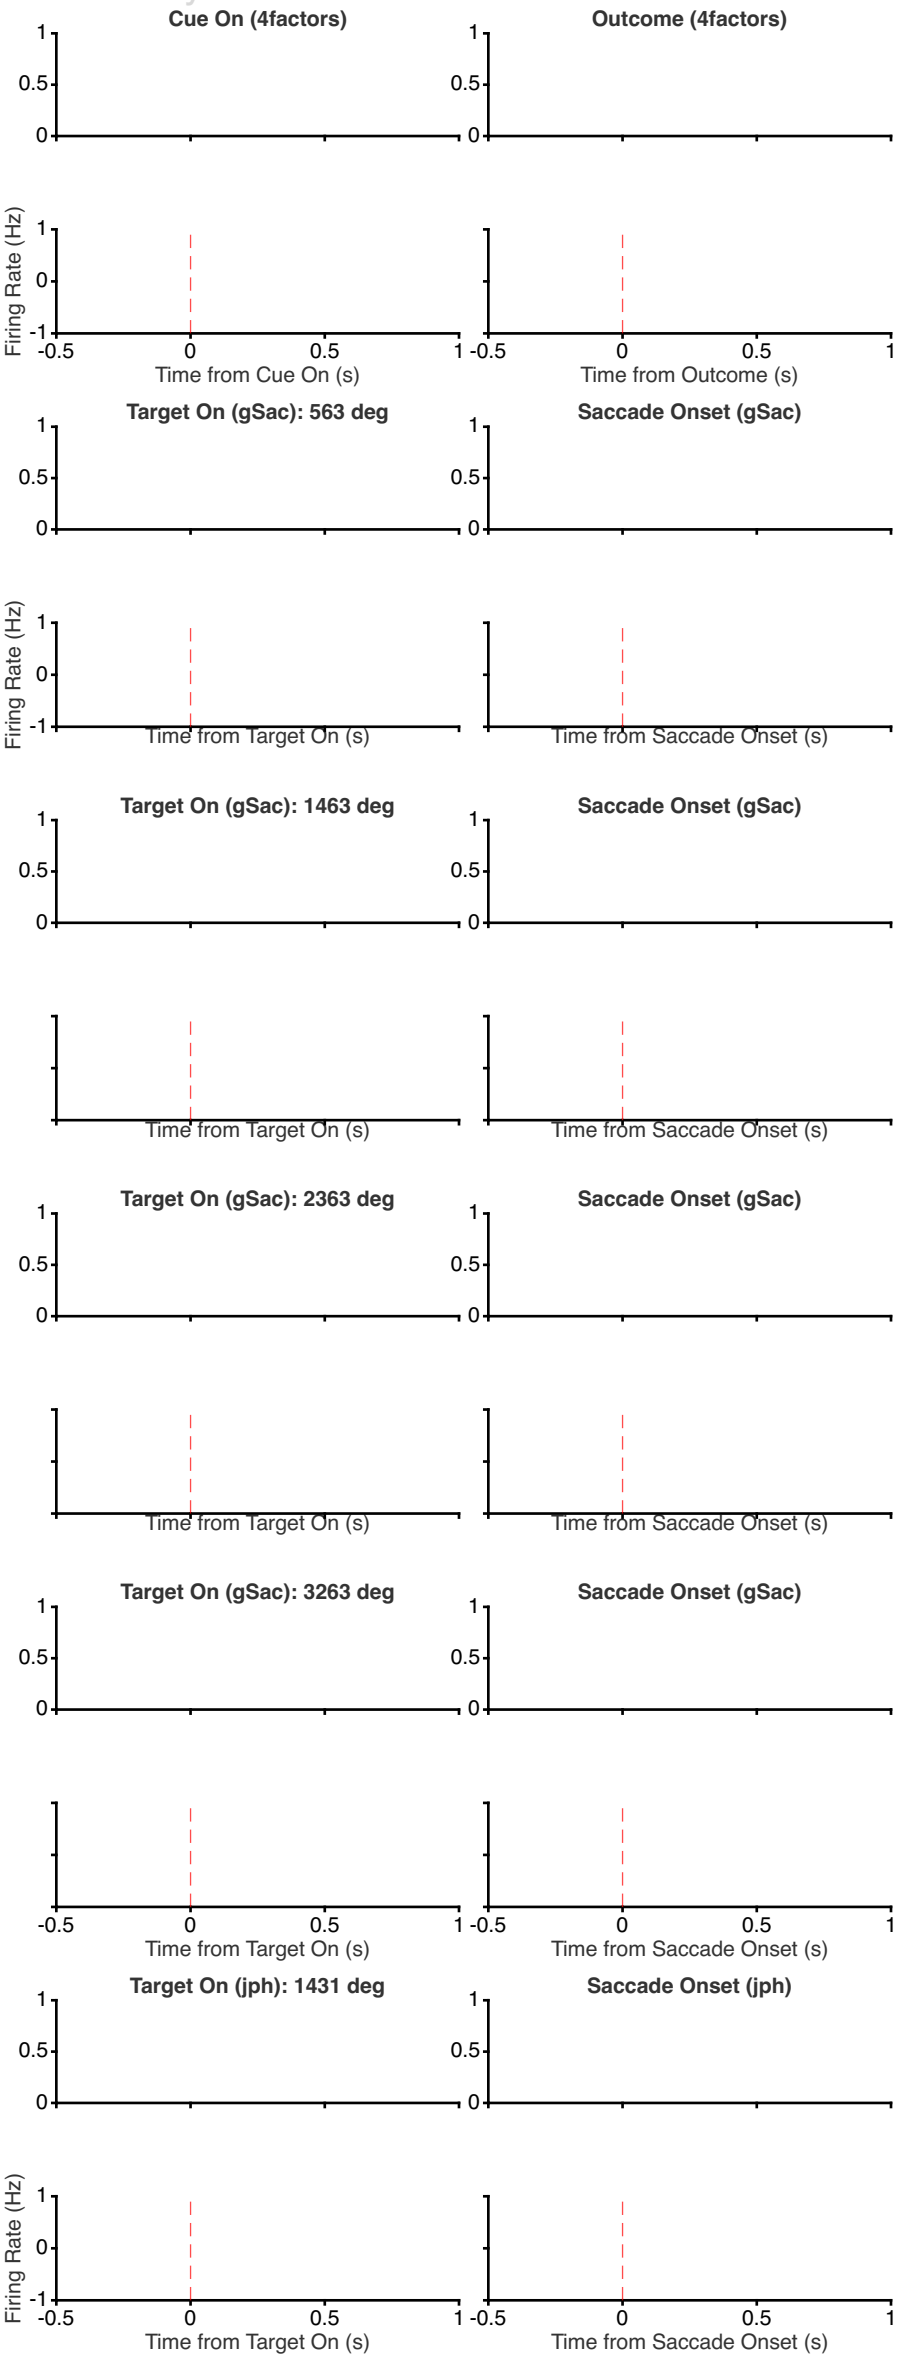 Cue On (4factors) Outcome (4factors)
1 1
0.5 0.5
0 0
Firing Rate (Hz)
1
0
-1
-0.5 0 0.5 1 -0.5 0 0.5 1
Time from Cue On (s) Time from Outcome (s)
Target On (gSac): 563 deg Saccade Onset (gSac)
1 1
0.5 0.5
0 0
Firing Rate (Hz)
1
0
-1
Time from Target On (s) Time from Saccade Onset (s)
Target On (gSac): 1463 deg Saccade Onset (gSac)
1 1
0.5 0.5
0 0
Time from Target On (s) Time from Saccade Onset (s)
Target On (gSac): 2363 deg Saccade Onset (gSac)
1 1
0.5 0.5
0 0
Time from Target On (s) Time from Saccade Onset (s)
Target On (gSac): 3263 deg Saccade Onset (gSac)
1 1
0.5 0.5
0 0
-0.5 0 0.5 1 -0.5 0 0.5 1
Time from Target On (s) Time from Saccade Onset (s)
Target On (jph): 1431 deg Saccade Onset (jph)
1 1
0.5 0.5
0 0
Firing Rate (Hz)
1
0
-1
-0.5 0 0.5 1 -0.5 0 0.5 1
Time from Target On (s) Time from Saccade Onset (s)